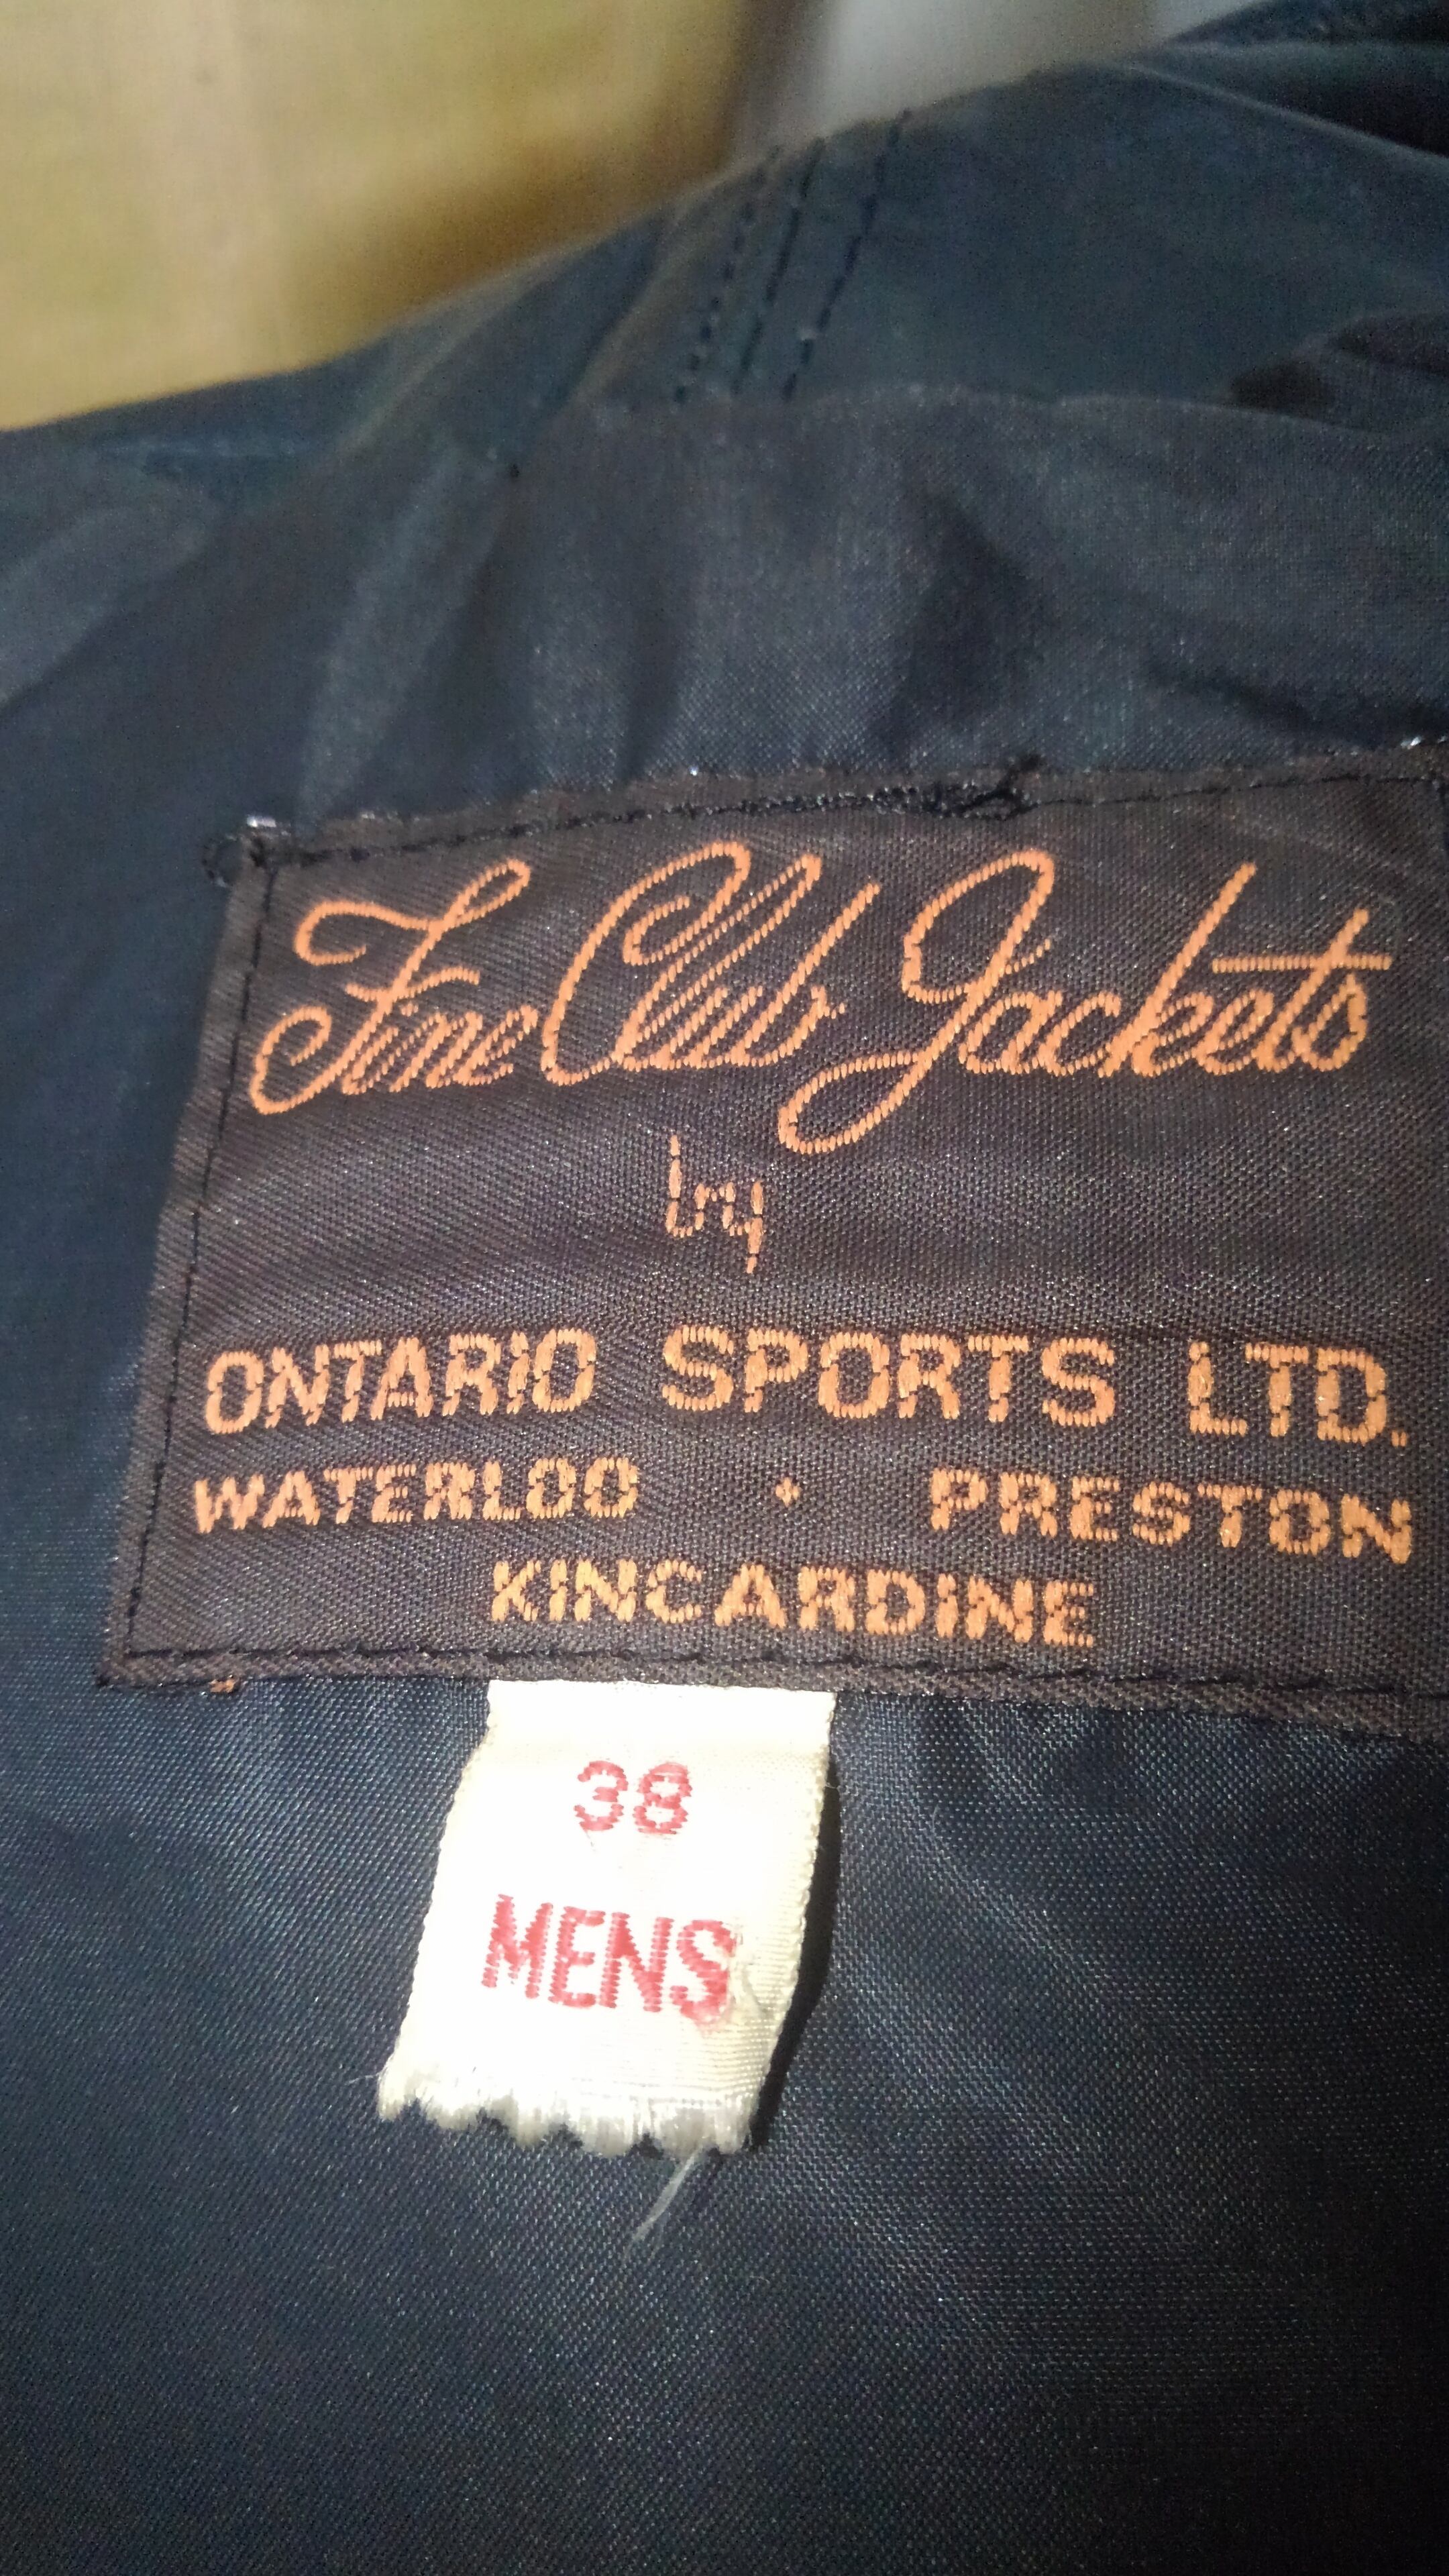 Fine Club Jackets
by
ONTARIO SPORTS LTD.
WATERLOO • PRESTON
KINCARDINE
38
MENS